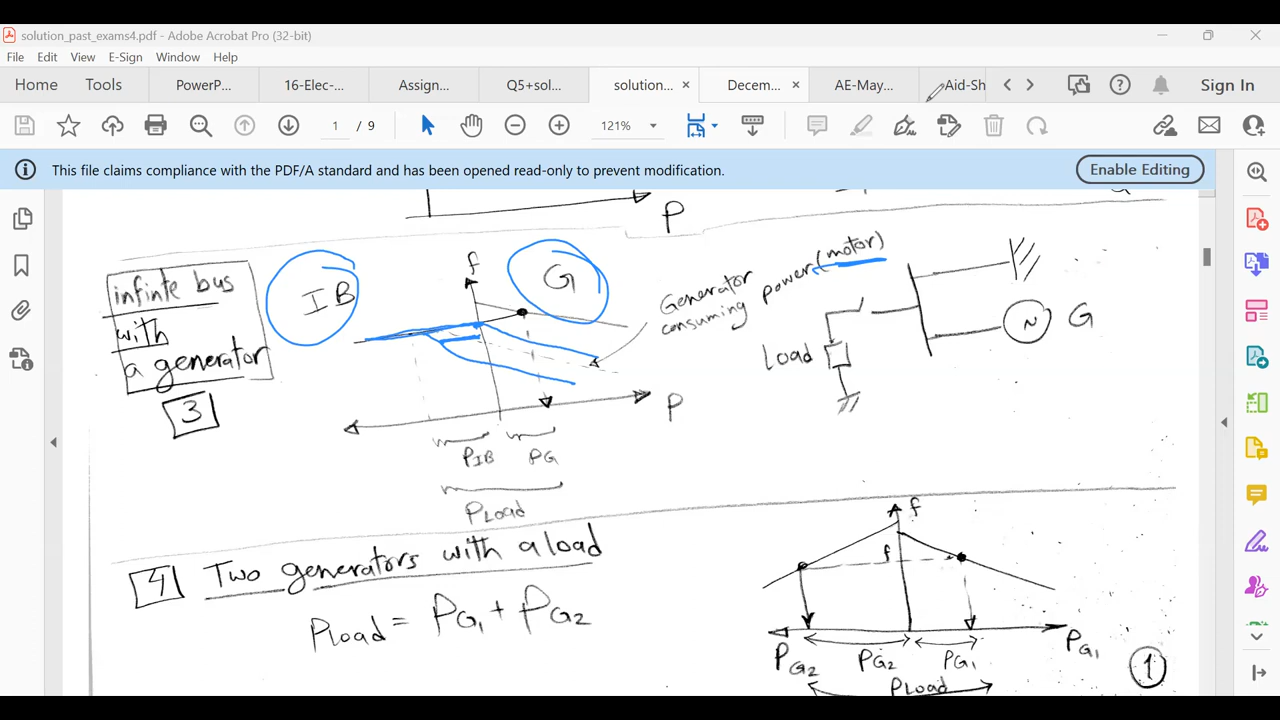 solution_past_exams4.pdf - Adobe Acrobat Pro (32-bit)
File Edit View E-Sign Window Help
Home Tools PowerP... 16-Elec-... Assign... Q5+sol... solution... × Decem... × AE-May... Aid-Sh Sign In
1 / 9 121%
This file claims compliance with the PDF/A standard and has been opened read-only to prevent modification. Enable Editing
P
infinite bus
with
a generator
3
IB
f
G
P
PIB PG
PLoad
Generator
consuming power (motor)
Load
N G
4 Two generators with a load
PLoad = PG1 + PG2
f
f
PG2 PG2 PG1 PG1
PLoad
1